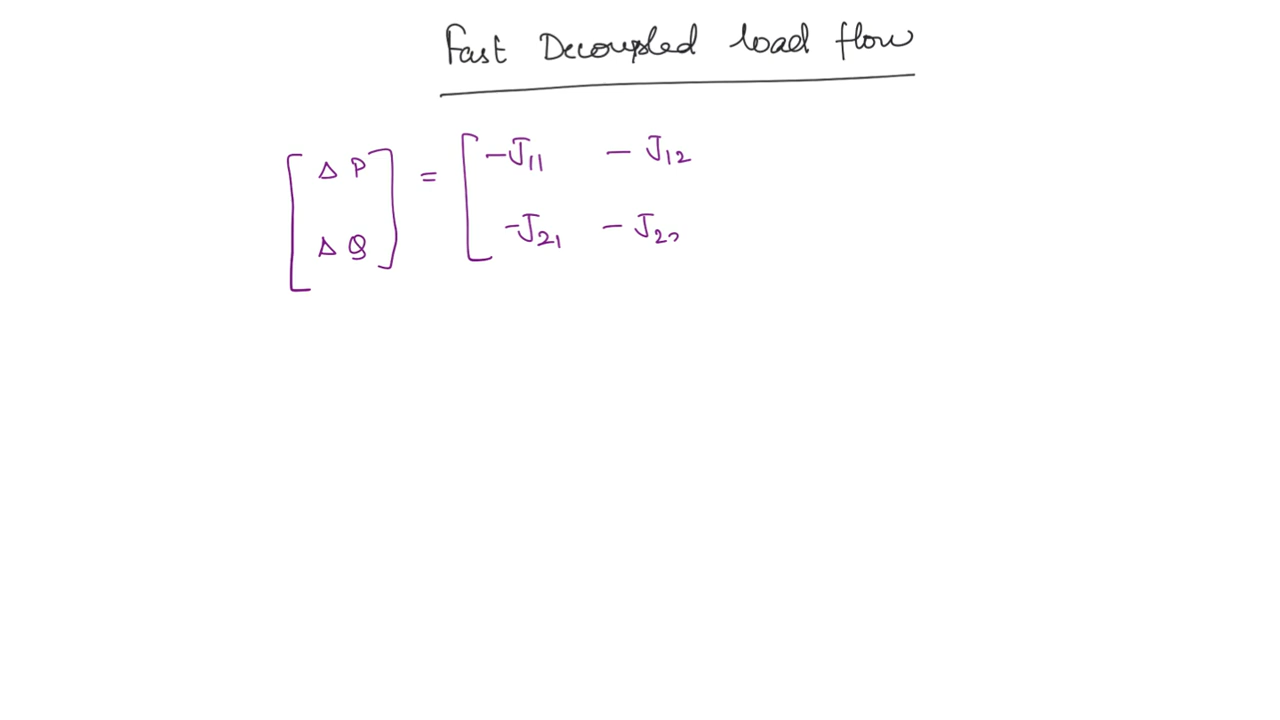 Fast Decoupled load flow
[ΔP] = [-J11 - J12
[ΔQ] -J21 - J22